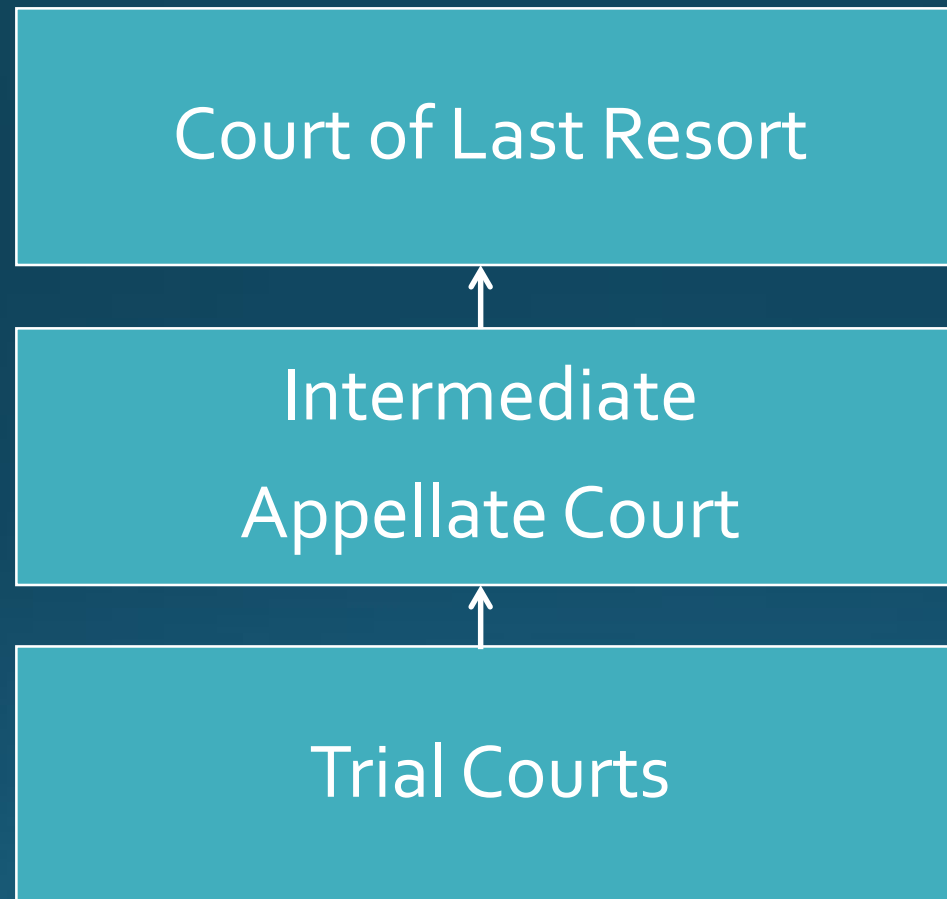 Court of Last Resort
Intermediate
Appellate Court
Trial Courts